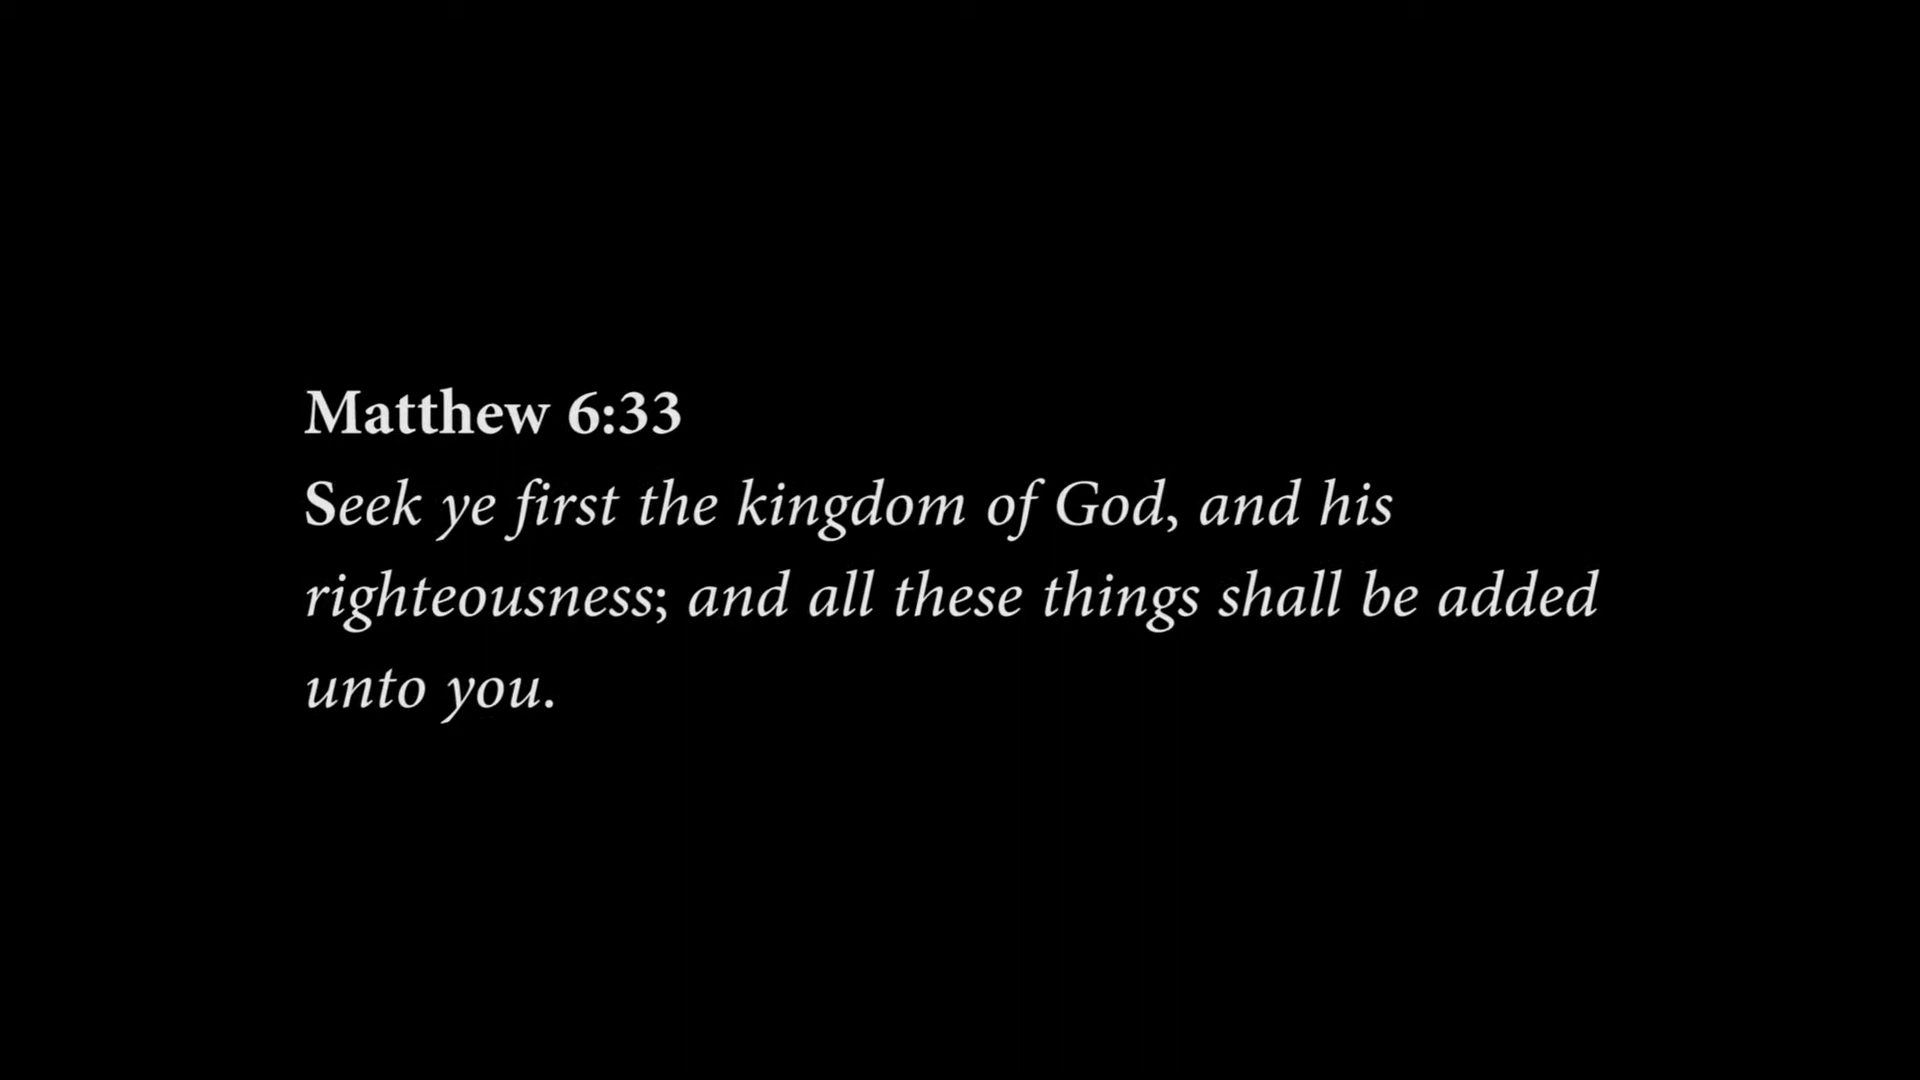 Matthew 6:33
Seek ye first the kingdom of God, and his
righteousness; and all these things shall be added
unto you.